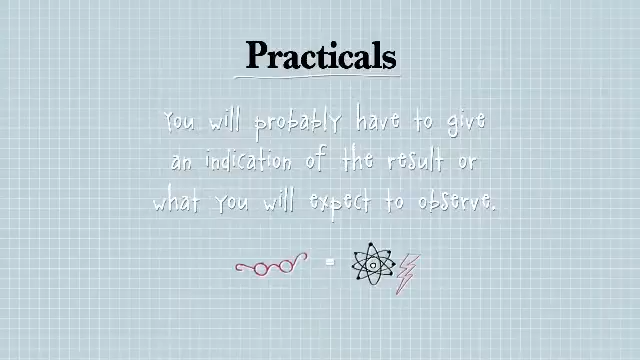 Practicals
You will probably have to give
an indication of the result or
what you will expect to observe.